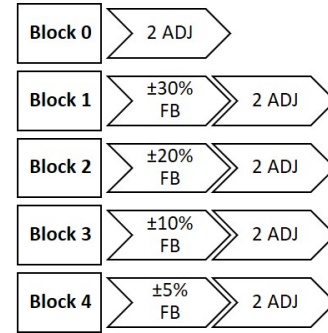 Block 0 2 ADJ
Block 1 ±30% FB 2 ADJ
Block 2 ±20% FB 2 ADJ
Block 3 ±10% FB 2 ADJ
Block 4 ±5% FB 2 ADJ